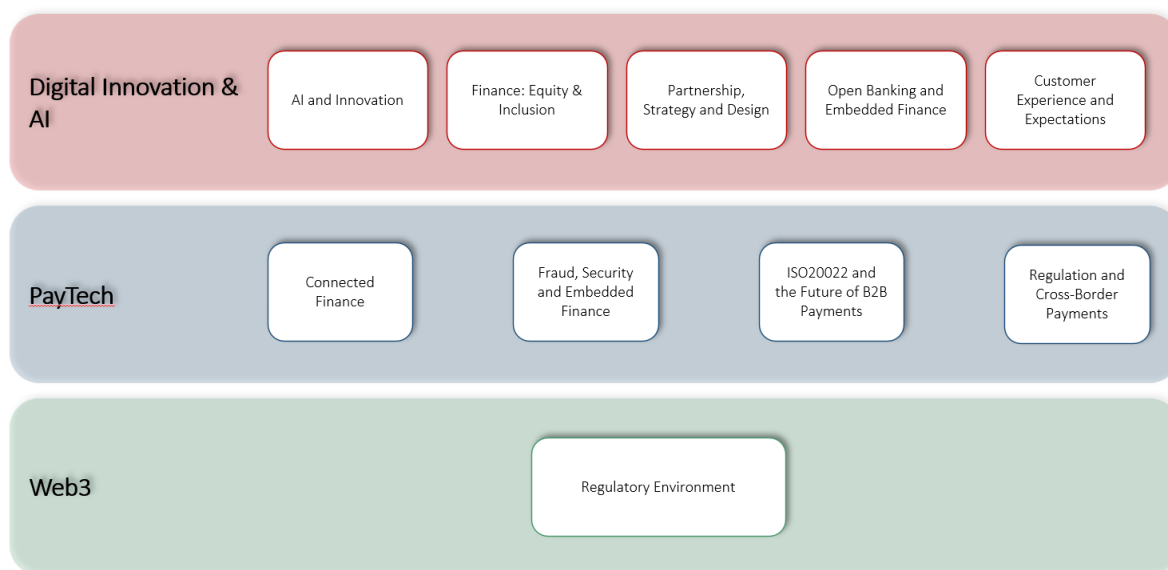 Digital Innovation &
AI
AI and Innovation
Finance: Equity &
Inclusion
Partnership,
Strategy and Design
Open Banking and
Embedded Finance
Customer
Experience and
Expectations
PayTech
Connected
Finance
Fraud, Security
and Embedded
Finance
ISO20022 and
the Future of B2B
Payments
Regulation and
Cross-Border
Payments
Web3
Regulatory Environment